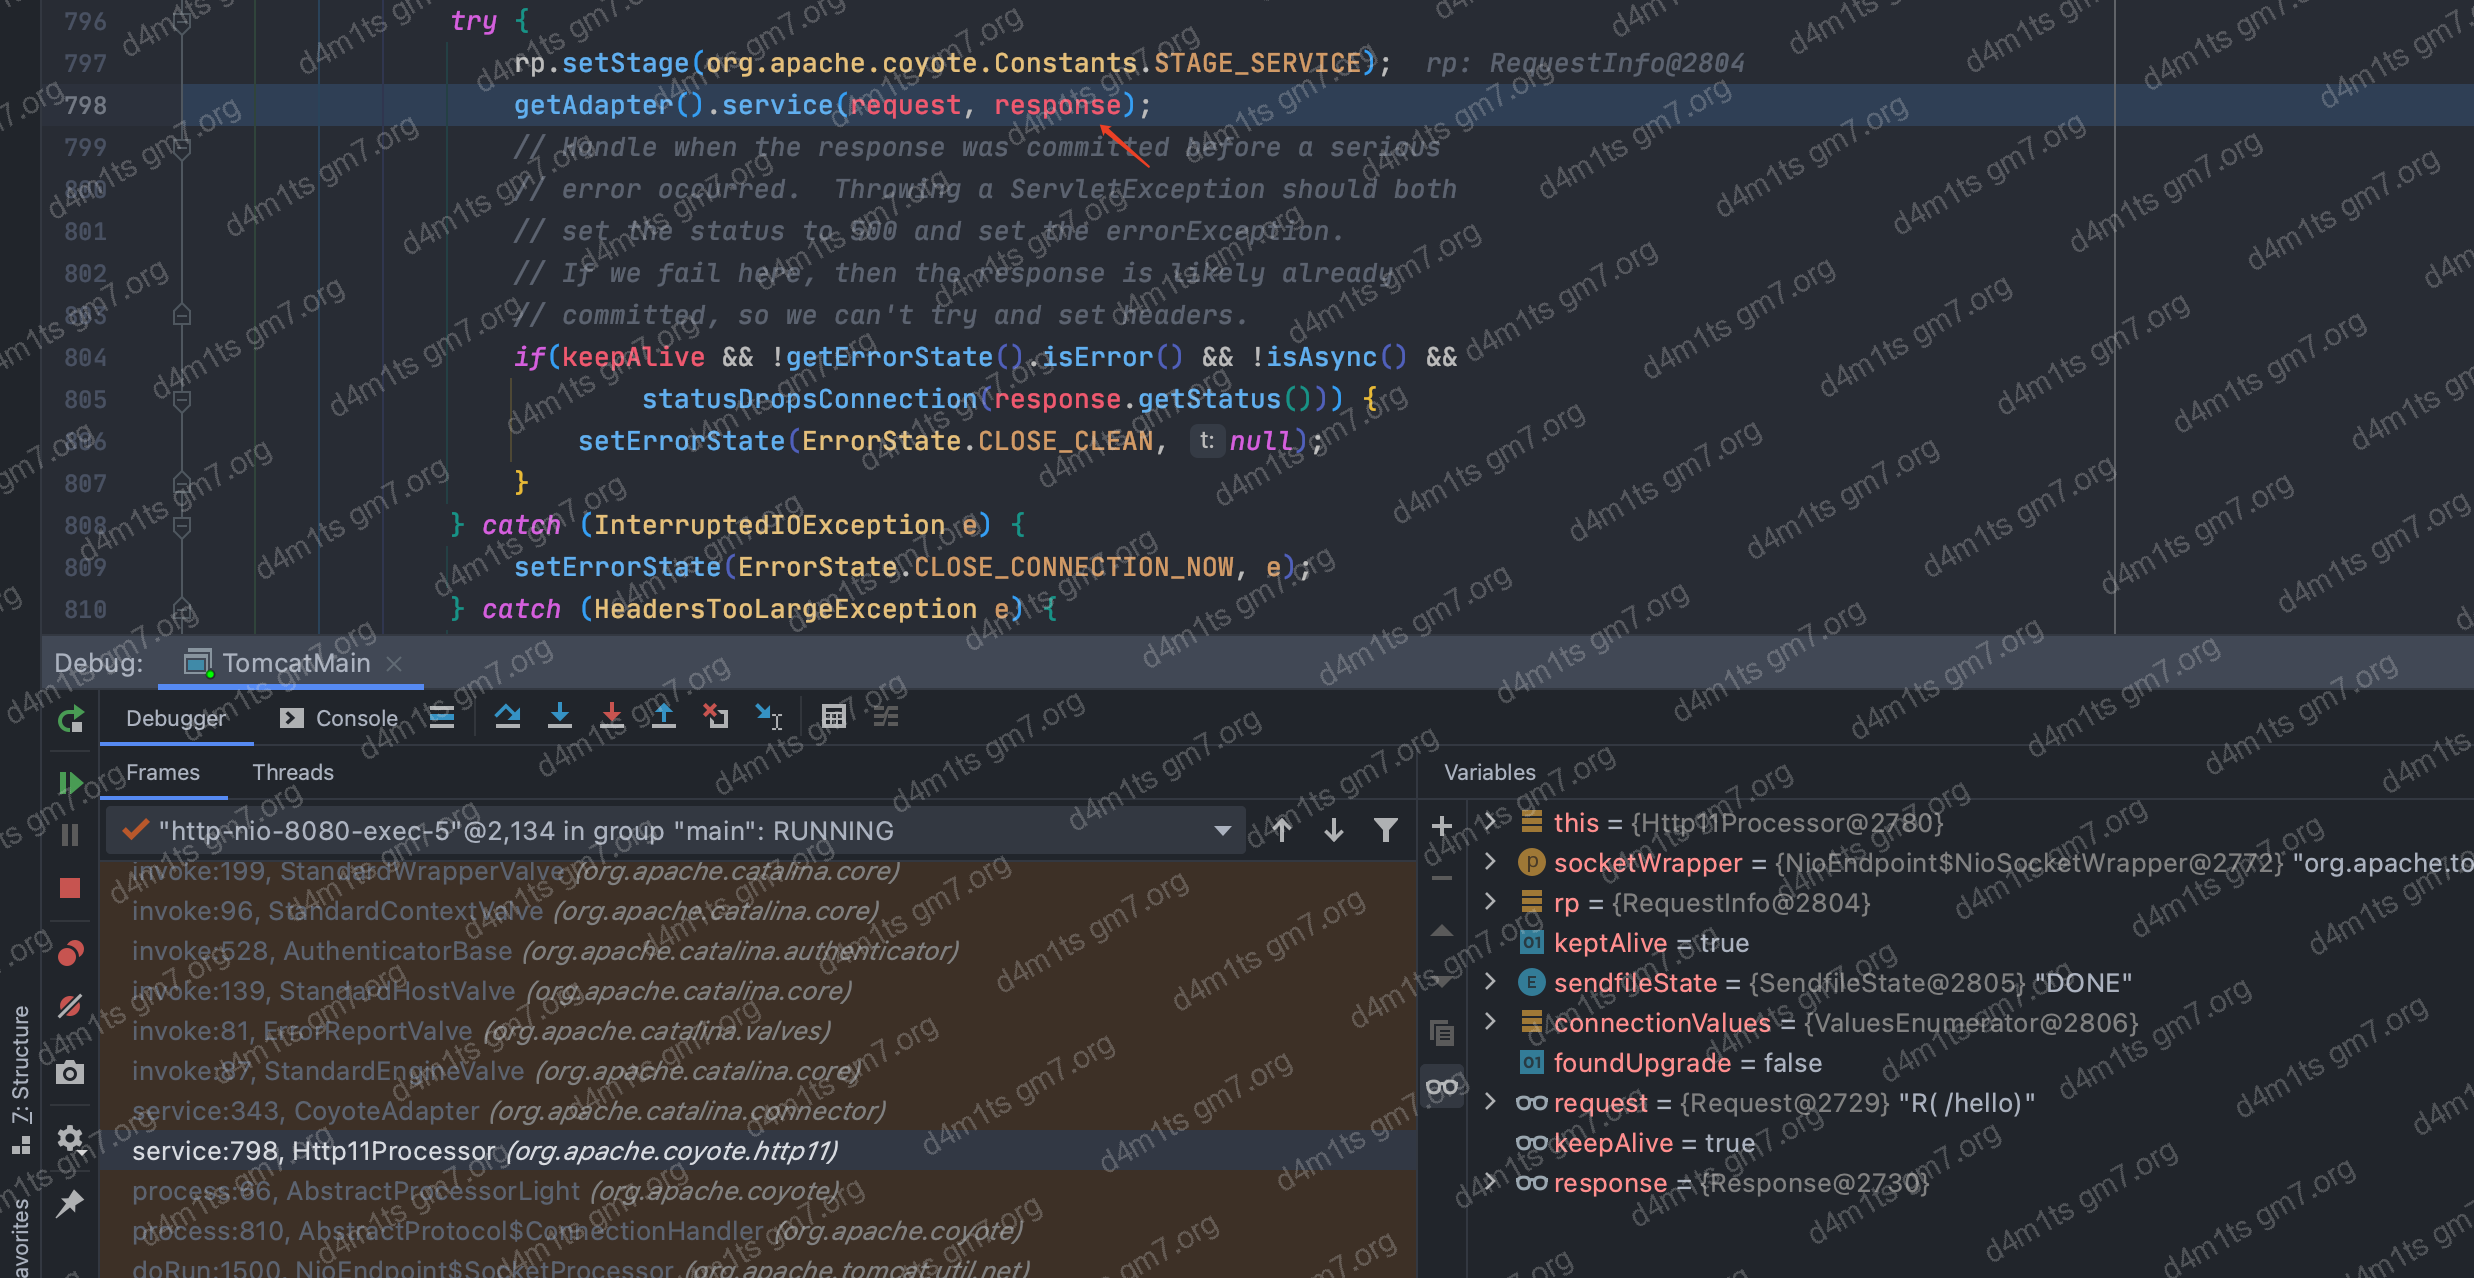 796 try {
797 rp.setStage(org.apache.coyote.Constants.STAGE_SERVICE); rp: RequestInfo@2804
798 getAdapter().service(request, response);
799 // Handle when the response was committed before a serious
800 // error occurred.  Throwing a ServletException should both
801 // set the status to 500 and set the errorException.
802 // If we fail here, then the response is likely already
803 // committed, so we can't try and set headers.
804 if(keepAlive && !getErrorState().isError() && !isAsync() &&
805 statusDropsConnection(response.getStatus())) {
806 setErrorState(ErrorState.CLOSE_CLEAN, t: null);
807 }
808 } catch (InterruptedIOException e) {
809 setErrorState(ErrorState.CLOSE_CONNECTION_NOW, e);
810 } catch (HeadersTooLargeException e) {
Debug: TomcatMain
Debugger Console
Frames Threads
Variables
"http-nio-8080-exec-5"@2,134 in group "main": RUNNING
invoke:199, StandardWrapperValve (org.apache.catalina.core)
invoke:96, StandardContextValve (org.apache.catalina.core)
invoke:528, AuthenticatorBase (org.apache.catalina.authenticator)
invoke:139, StandardHostValve (org.apache.catalina.core)
invoke:81, ErrorReportValve (org.apache.catalina.valves)
invoke:87, StandardEngineValve (org.apache.catalina.core)
service:343, CoyoteAdapter (org.apache.catalina.connector)
service:798, Http11Processor (org.apache.coyote.http11)
process:66, AbstractProcessorLight (org.apache.coyote)
process:810, AbstractProtocol$ConnectionHandler (org.apache.coyote)
doRun:1500, NioEndpoint$SocketProcessor (org.apache.tomcat.util.net)
this = {Http11Processor@2780}
socketWrapper = {NioEndpoint$NioSocketWrapper@2772} "org.apache.to
rp = {RequestInfo@2804}
keptAlive = true
sendfileState = {SendfileState@2805} "DONE"
connectionValues = {ValuesEnumerator@2806}
foundUpgrade = false
request = {Request@2729} "R( /hello)"
keepAlive = true
response = {Response@2730}
7: Structure
avorites
d4m1ts gm7.org